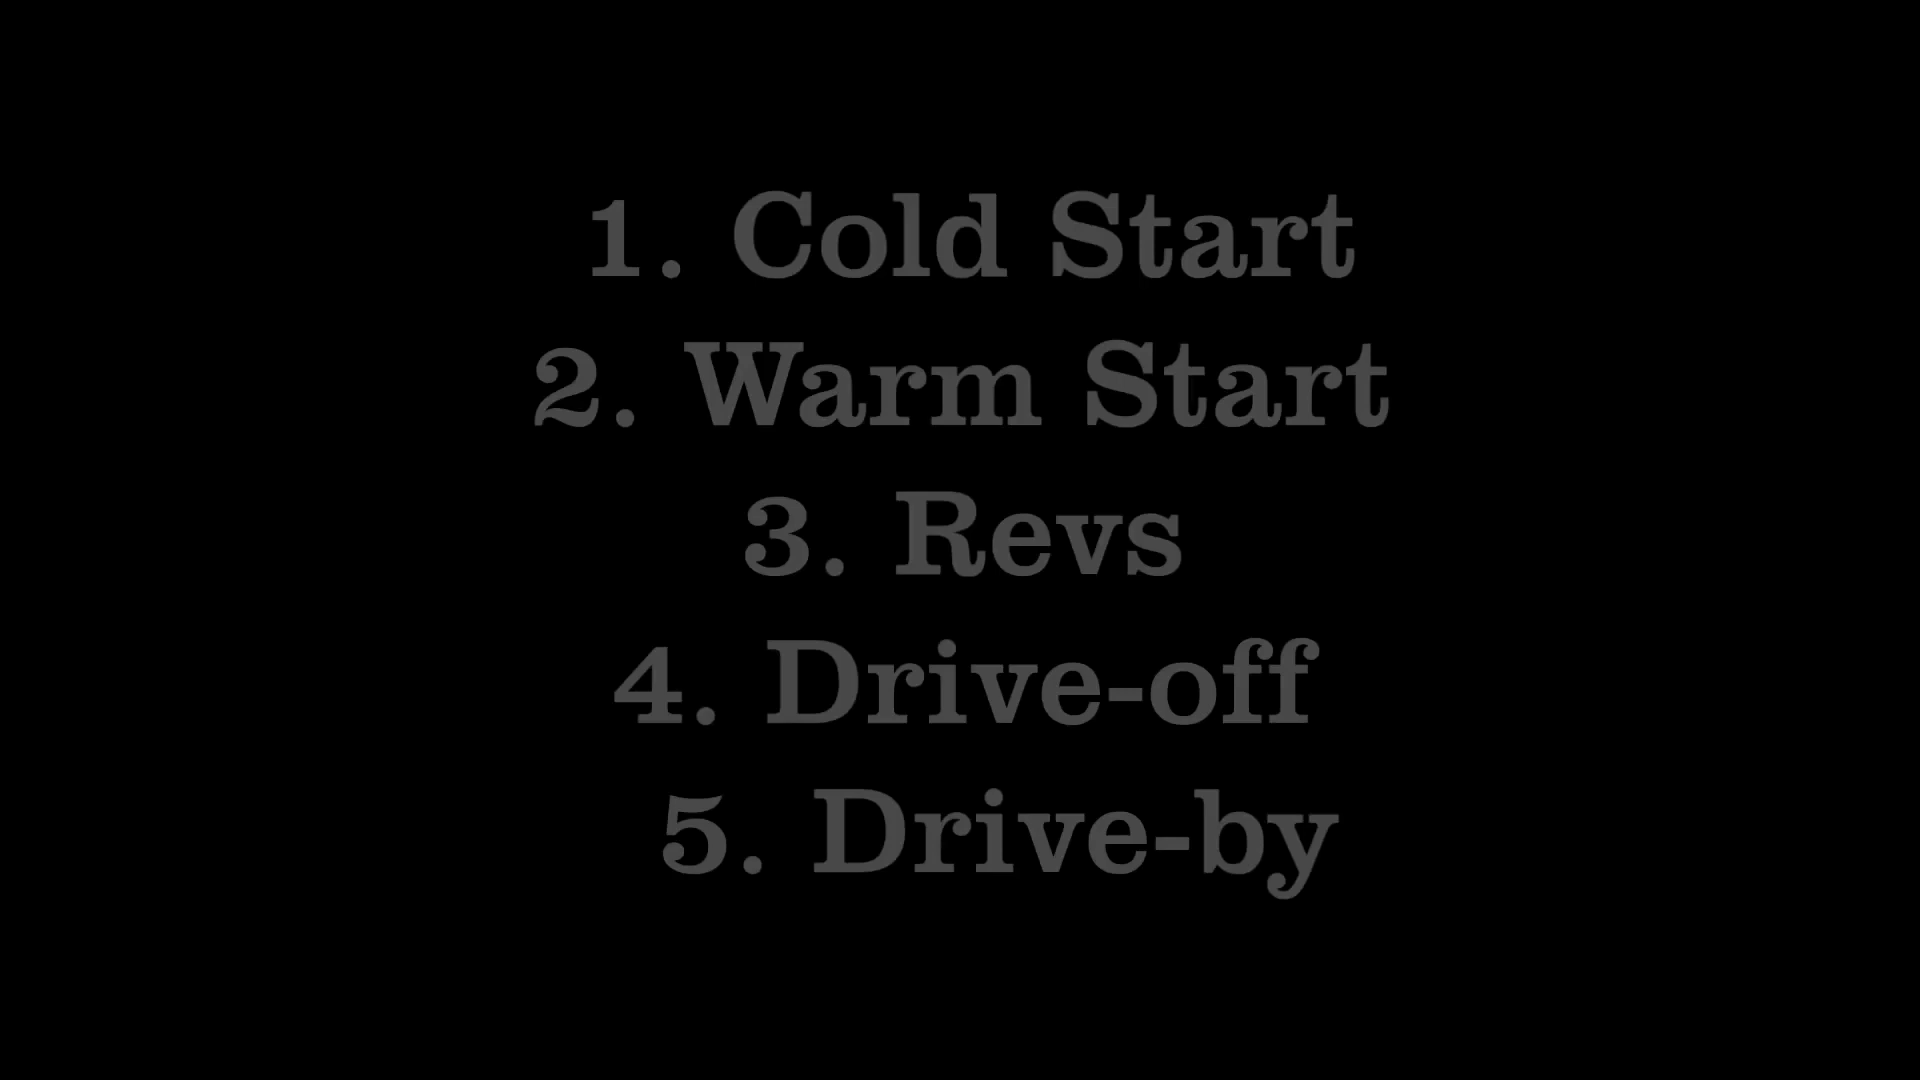 1. Cold Start
2. Warm Start
3. Revs
4. Drive-off
5. Drive-by